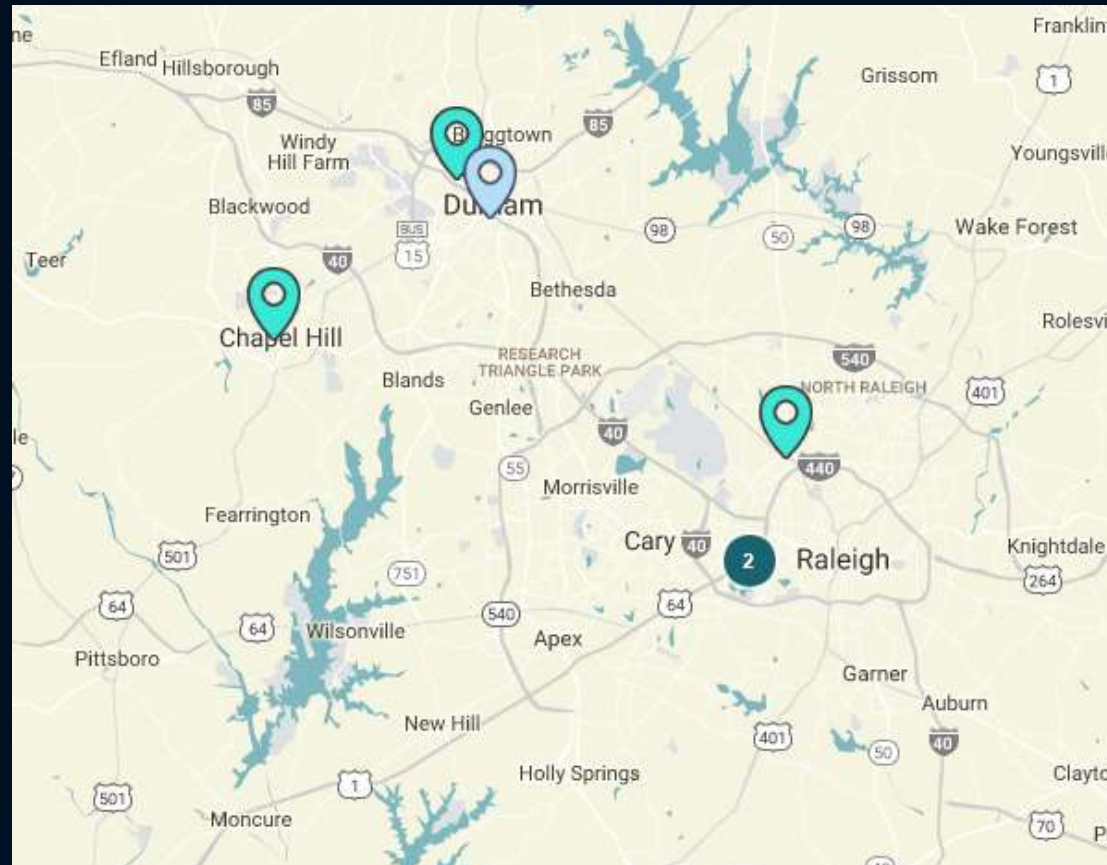 Franklin
Efland
Hillsborough
Grissom
1
85
85
Windy
Hill Farm
Youngsville
Blackwood
Durham
98
Wake Forest
98
50
BUS
15
40
Teer
Bethesda
Rolesvi
Chapel Hill
RESEARCH
TRIANGLE PARK
540
Blands
NORTH RALEIGH
401
Genlee
40
440
55
Morrisville
Fearrington
Cary
40
2
Raleigh
Knightdale
501
264
751
64
64
540
64
Wilsonville
Apex
Pittsboro
Garner
Auburn
New Hill
401
50
40
Holly Springs
Clayto
1
501
Moncure
70